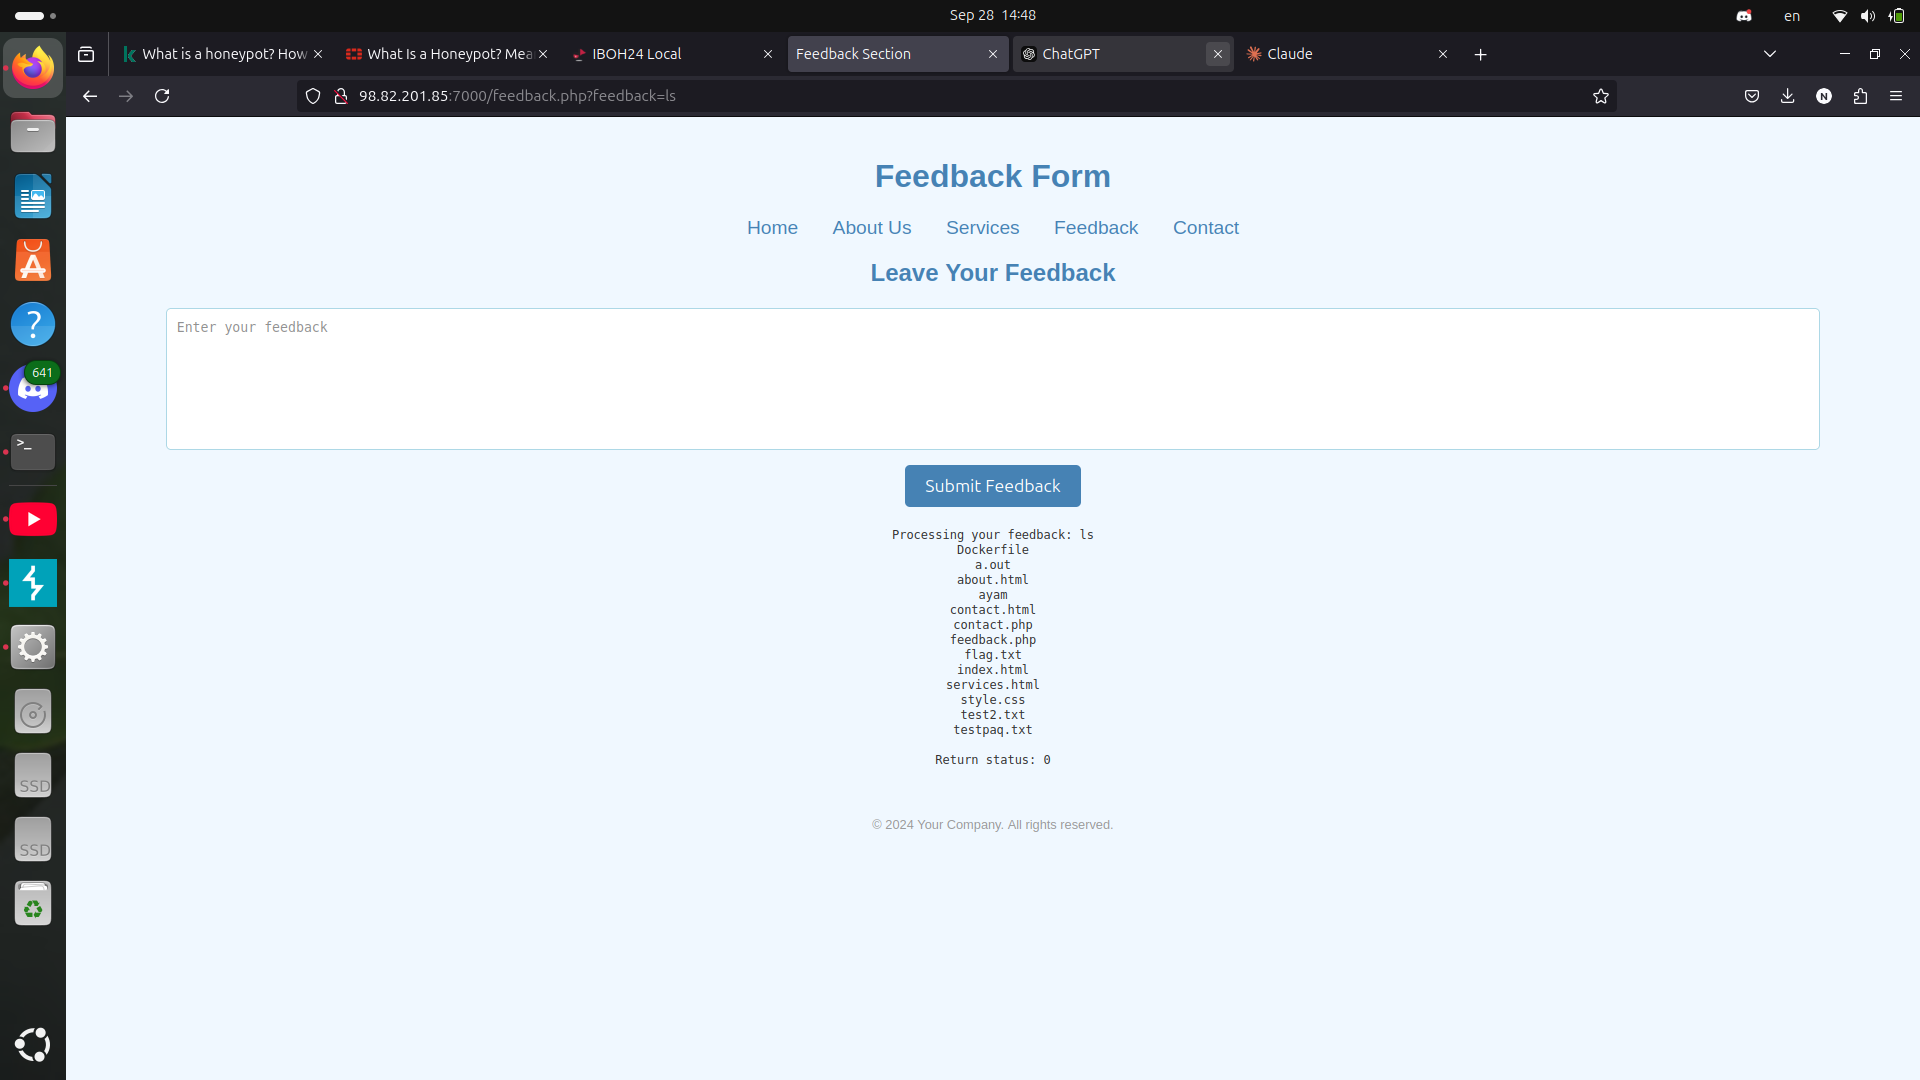 Sep 28 14:48
en
What is a honeypot? How
What Is a Honeypot? Mea
IBOH24 Local
Feedback Section
ChatGPT
Claude
98.82.201.85:7000/feedback.php?feedback=ls
N
Feedback Form
Home About Us Services Feedback Contact
Leave Your Feedback
Enter your feedback
641
>_
Submit Feedback
Processing your feedback: ls
Dockerfile
a.out
about.html
ayam
contact.html
contact.php
feedback.php
flag.txt
index.html
services.html
style.css
test2.txt
testpaq.txt
Return status: 0
SSD
SSD
© 2024 Your Company. All rights reserved.